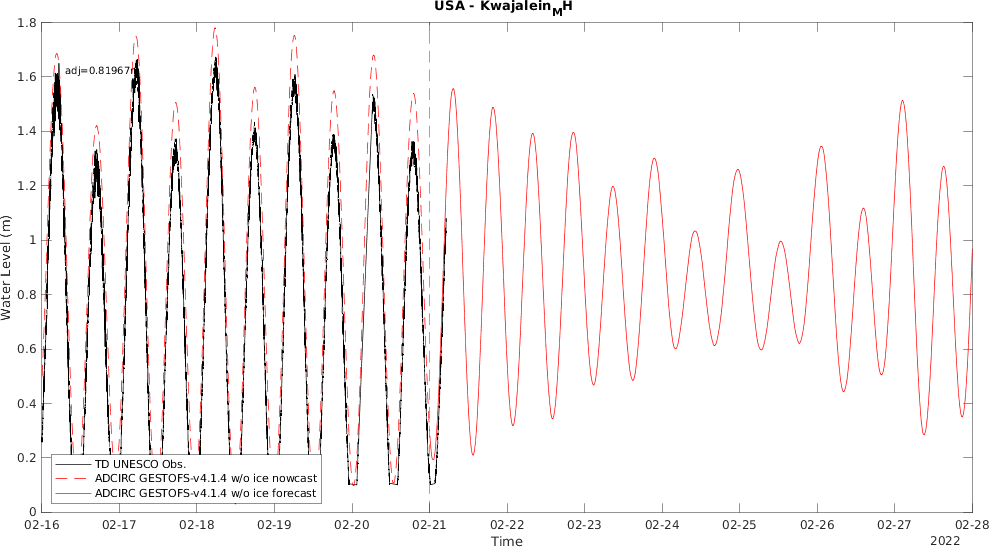 USA - Kwajalein_MH
1.8
1.6
1.4
1.2
1
0.8
0.6
0.4
0.2
0
Water Level (m)
adj=0.81967m
TD UNESCO Obs.
ADCIRC GESTOFS-v4.1.4 w/o ice nowcast
ADCIRC GESTOFS-v4.1.4 w/o ice forecast
02-16 02-17 02-18 02-19 02-20 02-21 02-22 02-23 02-24 02-25 02-26 02-27 02-28
Time
2022